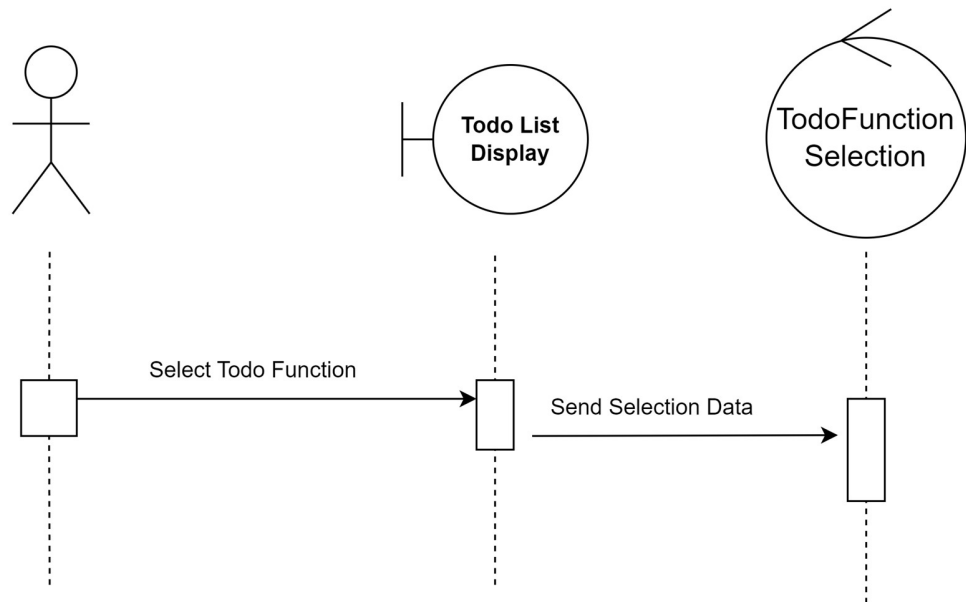 Todo List
Display
TodoFunction
Selection
Select Todo Function
Send Selection Data